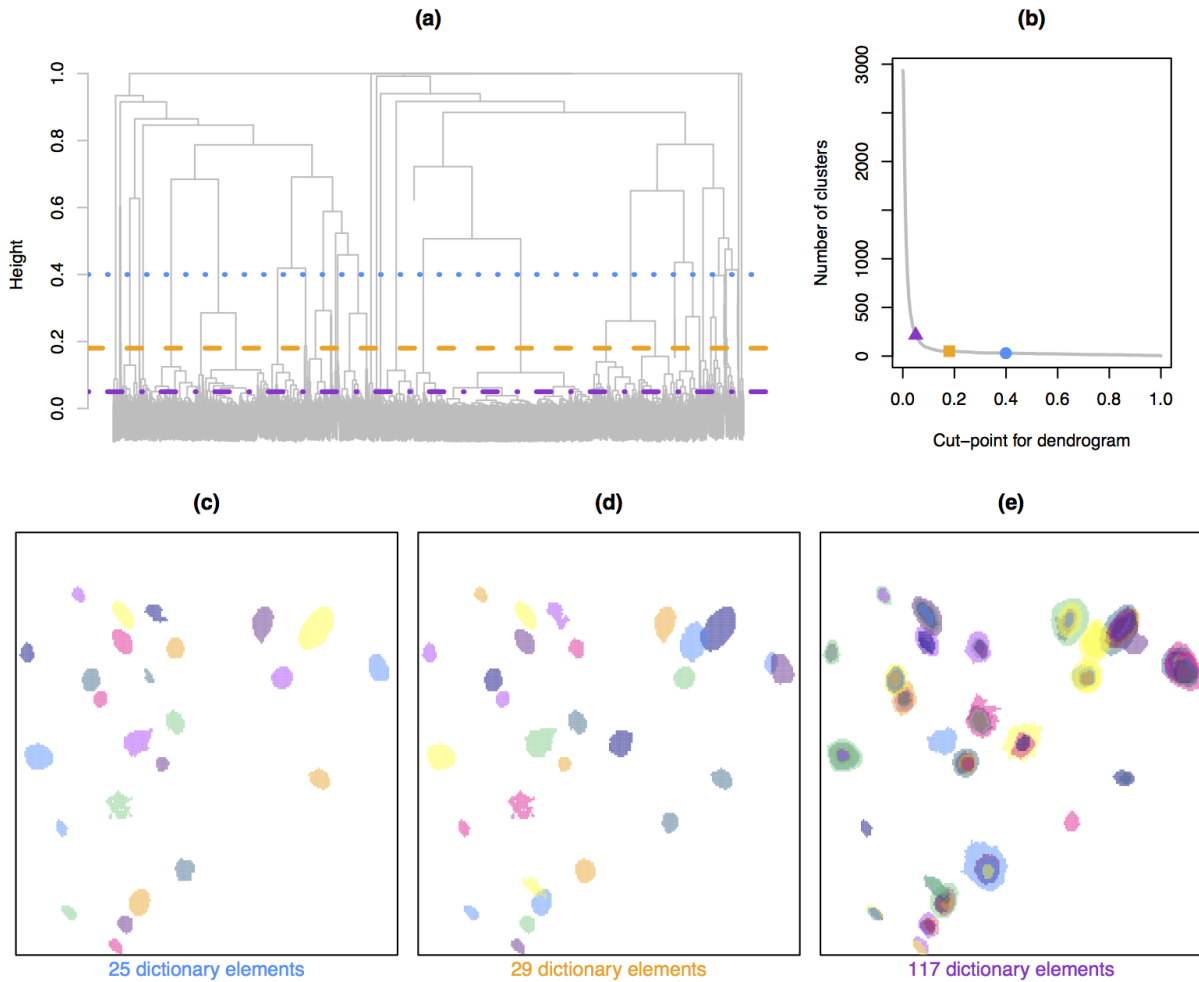 (a)
Height
1.0
0.8
0.6
0.4
0.2
0.0
(b)
Number of clusters
3000
2000
1000
500
0
0.0 0.2 0.4 0.6 0.8 1.0
Cut−point for dendrogram
(c)
25 dictionary elements
(d)
29 dictionary elements
(e)
117 dictionary elements